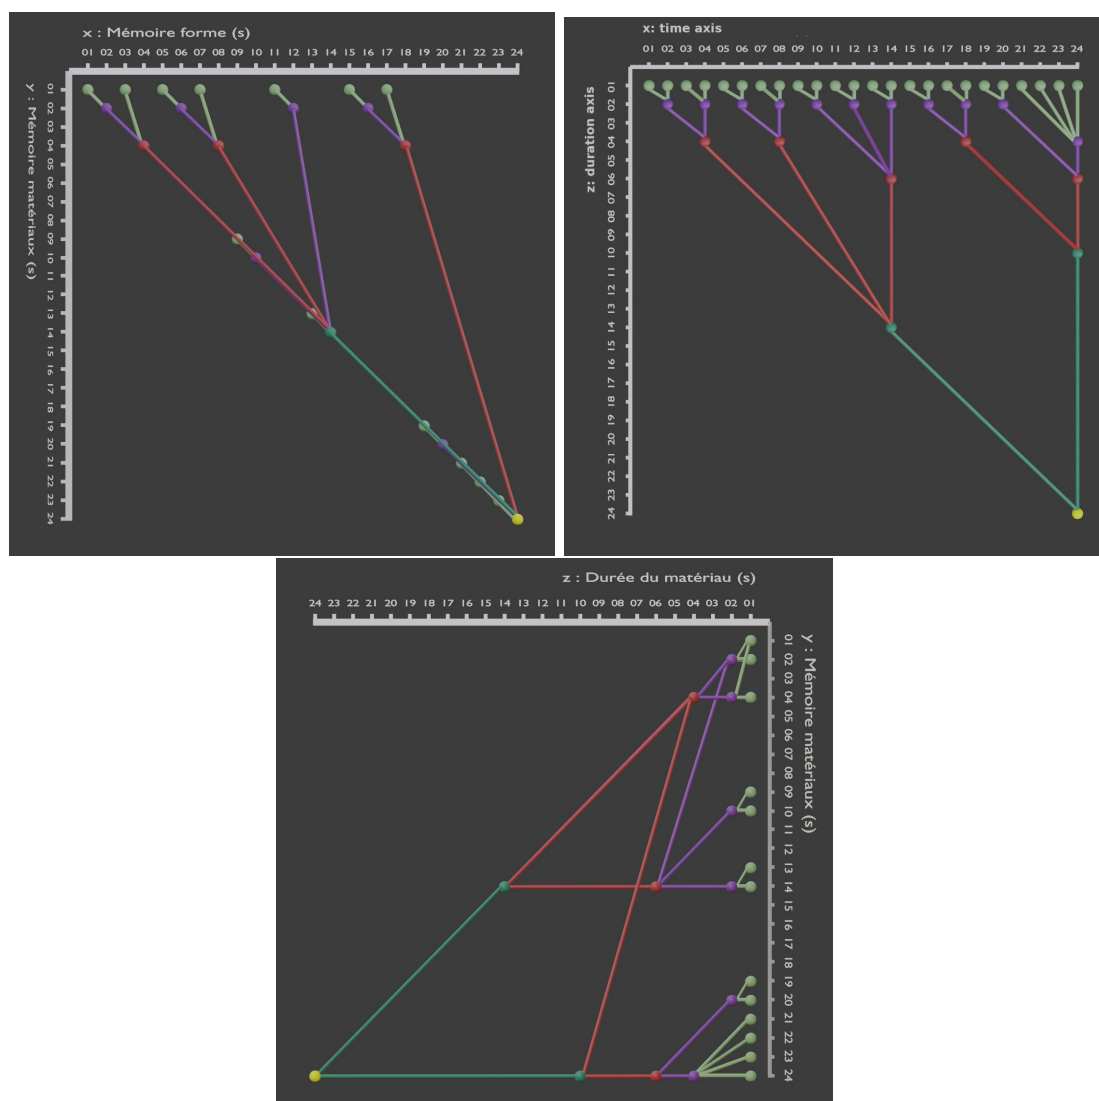 x : Mémoire forme (s)
01 02 03 04 05 06 07 08 09 10 11 12 13 14 15 16 17 18 19 20 21 22 23 24
y : Mémoire matériaux (s)
01 02 03 04 05 06 07 08 09 10 11 12 13 14 15 16 17 18 19 20 21 22 23 24
x: time axis
01 02 03 04 05 06 07 08 09 10 11 12 13 14 15 16 17 18 19 20 21 22 23 24
z: duration axis
01 02 03 04 05 06 07 08 09 10 11 12 13 14 15 16 17 18 19 20 21 22 23 24
z : Durée du matériau (s)
24 23 22 21 20 19 18 17 16 15 14 13 12 11 10 09 08 07 06 05 04 03 02 01
y : Mémoire matériaux (s)
01 02 03 04 05 06 07 08 09 10 11 12 13 14 15 16 17 18 19 20 21 22 23 24